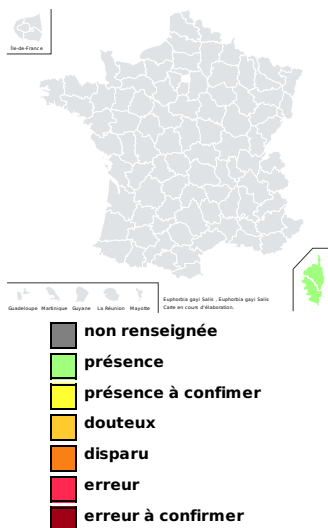 Île-de-France
Guadeloupe Martinique Guyane La Réunion Mayotte
Euphorbia gayi Salis , Euphorbia gayi Salis
Carte en cours d'élaboration.
non renseignée
présence
présence à confimer
douteux
disparu
erreur
erreur à confirmer